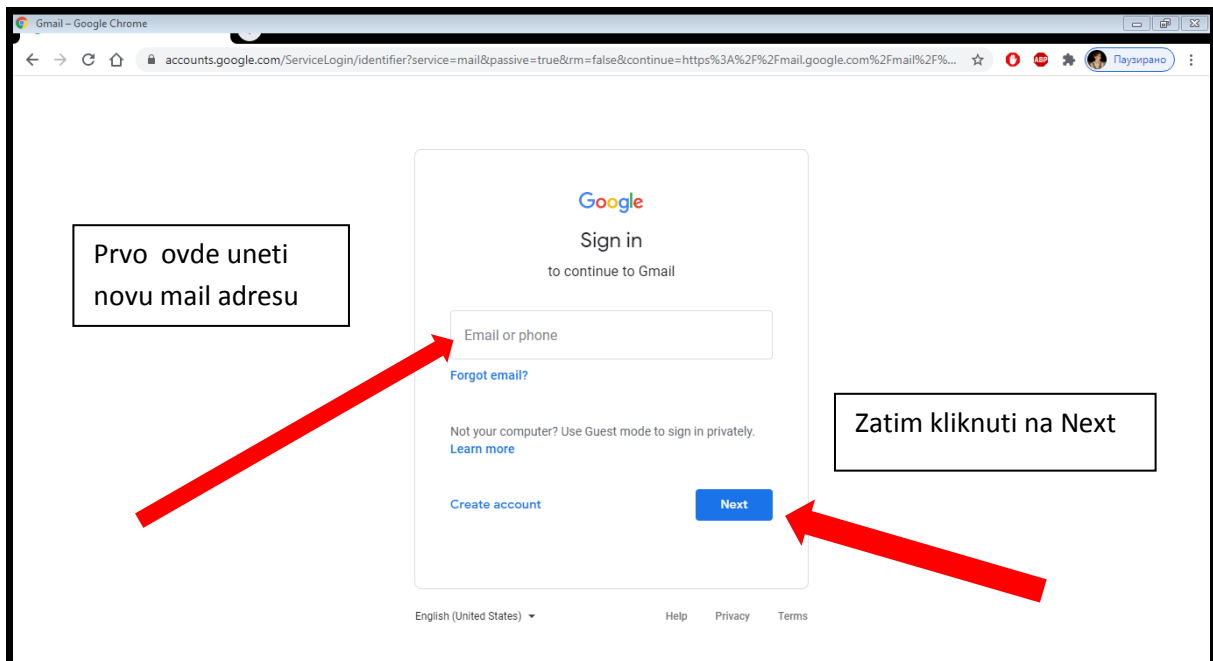 Gmail – Google Chrome
accounts.google.com/ServiceLogin/identifier?service=mail&passive=true&rm=false&continue=https%3A%2F%2Fmail.google.com%2Fmail%2F%...
ABP
Паузирано
Google
Sign in
to continue to Gmail
Prvo ovde uneti
novu mail adresu
Email or phone
Forgot email?
Zatim kliknuti na Next
Not your computer? Use Guest mode to sign in privately.
Learn more
Create account
Next
English (United States)
Help Privacy Terms